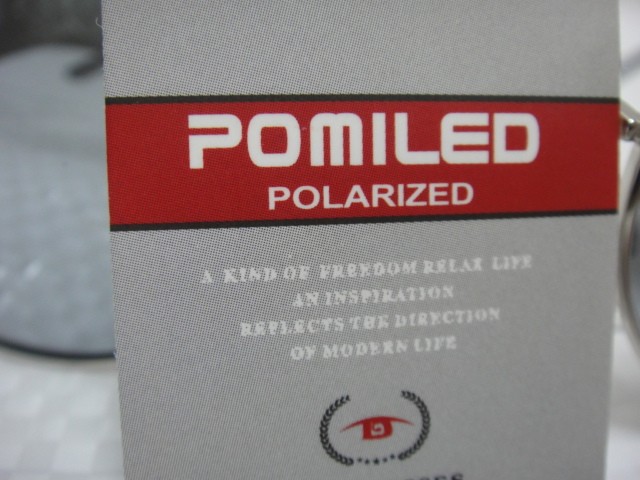 POMILED
POLARIZED
A KIND OF FREEDOM RELAX LIFE
AN INSPIRATION
REFLECTS THE DIRECTION
OF MODERN LIFE